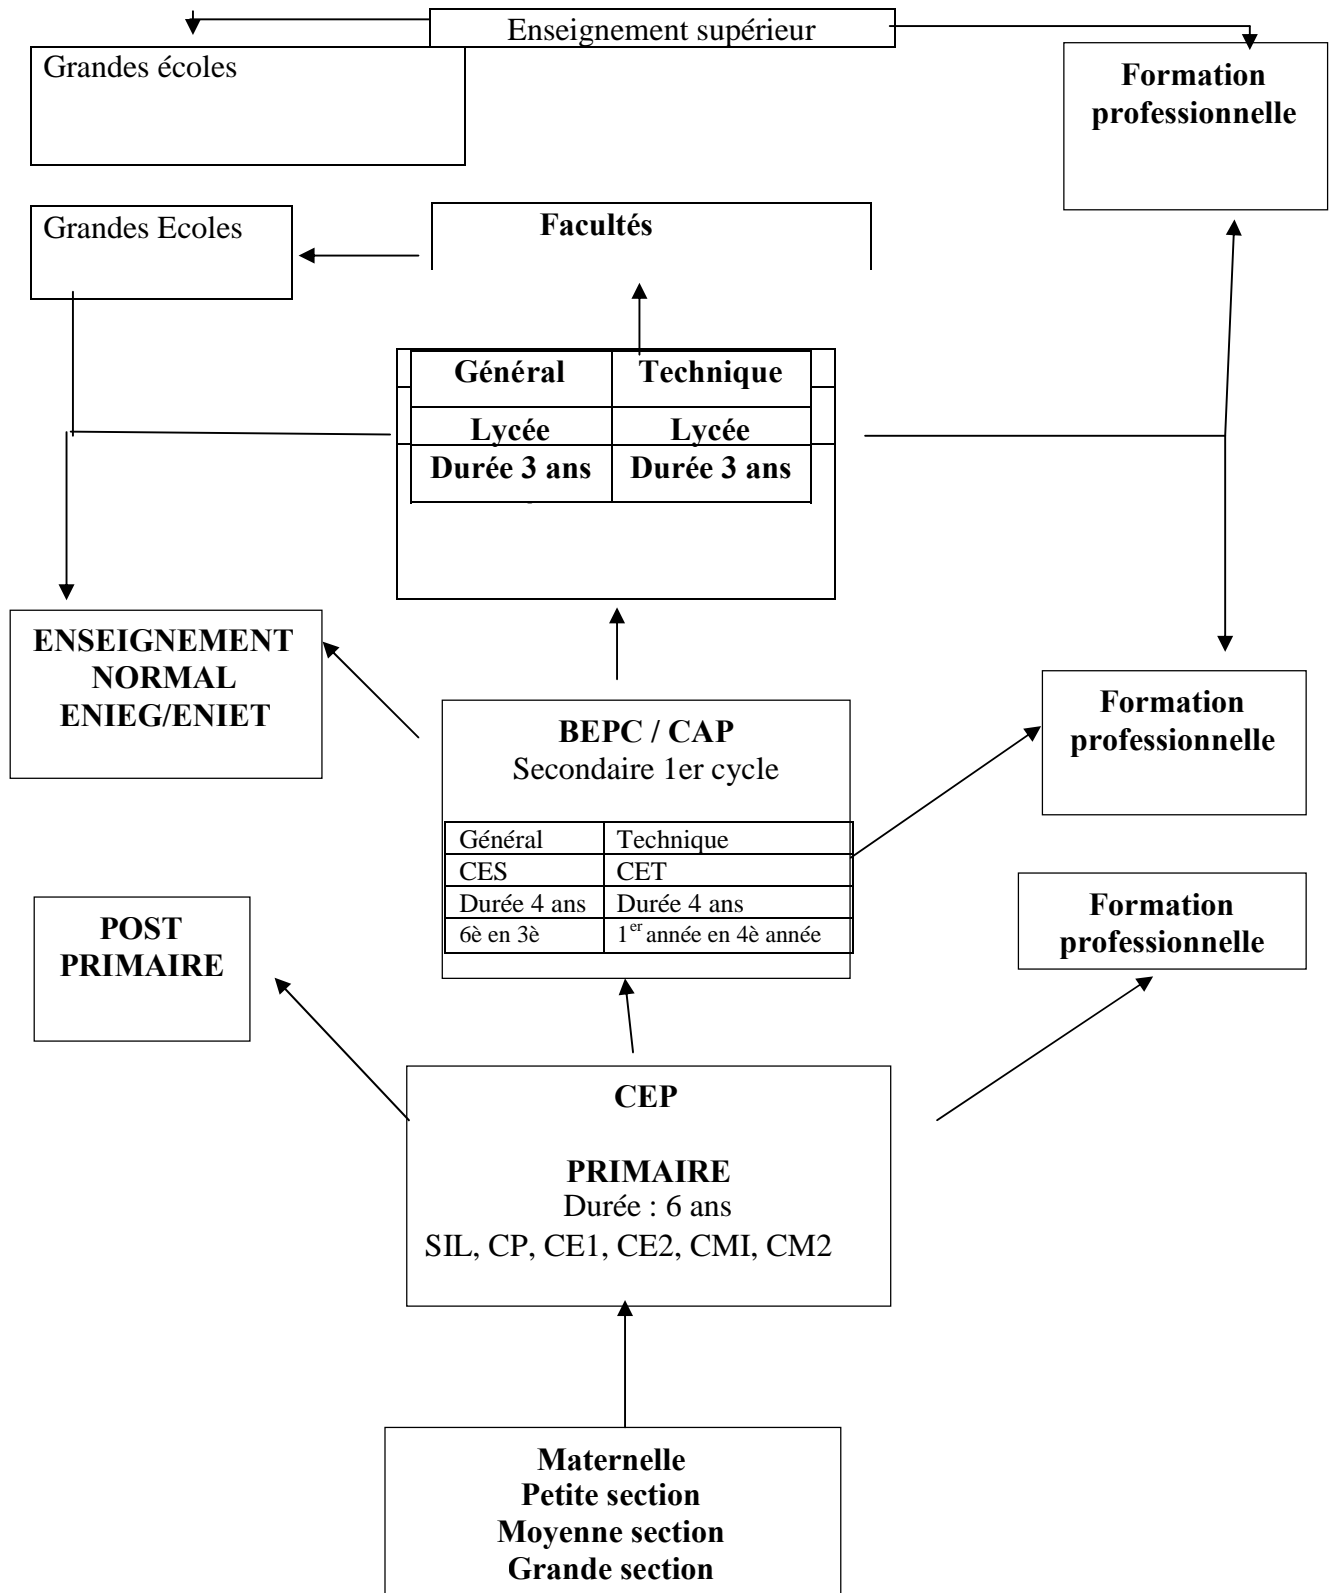 Enseignement supérieur
Grandes écoles
Formation
professionnelle
Grandes Ecoles
Facultés
Général Technique
Lycée Lycée
Durée 3 ans Durée 3 ans
ENSEIGNEMENT
NORMAL
ENIEG/ENIET
BEPC / CAP
Secondaire 1er cycle
Général Technique
CES CET
Durée 4 ans Durée 4 ans
6è en 3è 1er année en 4è année
Formation
professionnelle
POST
PRIMAIRE
Formation
professionnelle
CEP
PRIMAIRE
Durée : 6 ans
SIL, CP, CE1, CE2, CMI, CM2
Maternelle
Petite section
Moyenne section
Grande section